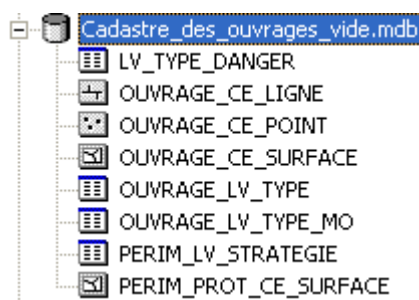 Cadastre_des_ouvrages_vide.mdb
LV_TYPE_DANGER
OUVRAGE_CE_LIGNE
OUVRAGE_CE_POINT
OUVRAGE_CE_SURFACE
OUVRAGE_LV_TYPE
OUVRAGE_LV_TYPE_MO
PERIM_LV_STRATEGIE
PERIM_PROT_CE_SURFACE